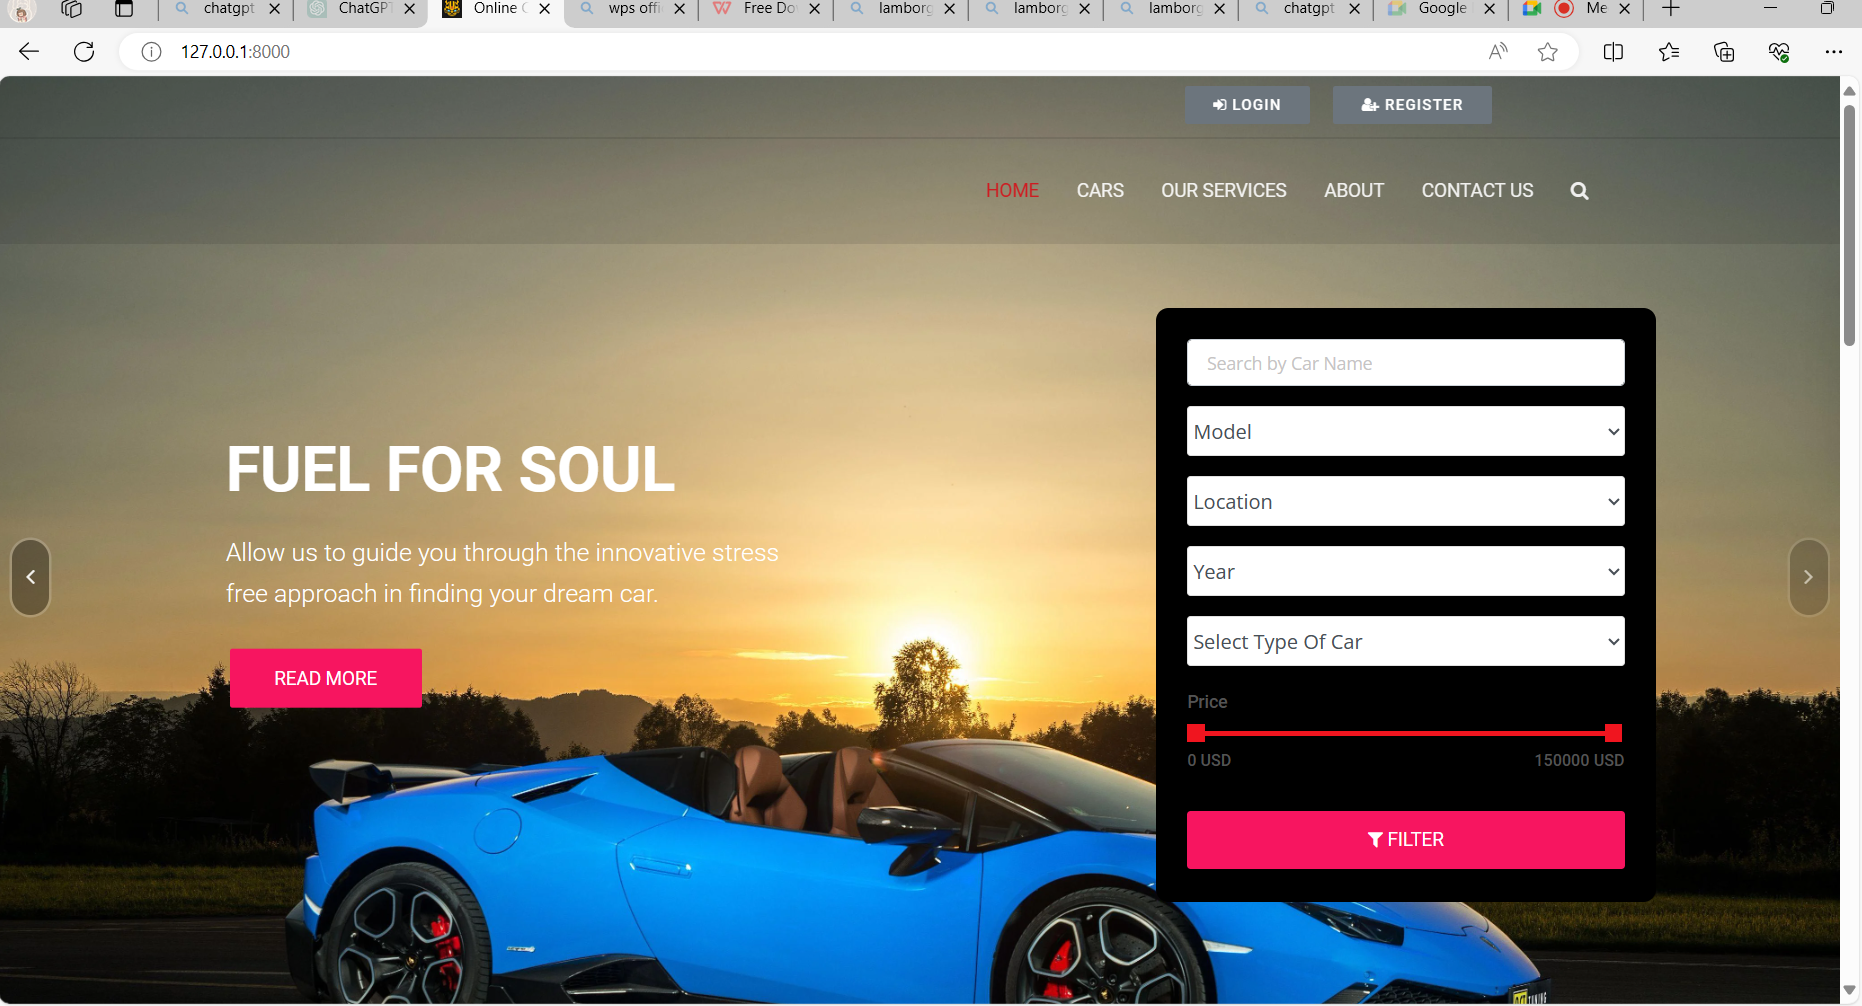 chatgpt
ChatGPT
Online
wps offi
Free Do
lamborg
lamborg
lamborg
chatgpt
Google
Me
127.0.0.1:8000
LOGIN
REGISTER
HOME
CARS
OUR SERVICES
ABOUT
CONTACT US
FUEL FOR SOUL
Allow us to guide you through the innovative stress
free approach in finding your dream car.
READ MORE
Search by Car Name
Model
Location
Year
Select Type Of Car
Price
0 USD
150000 USD
FILTER
TUNING